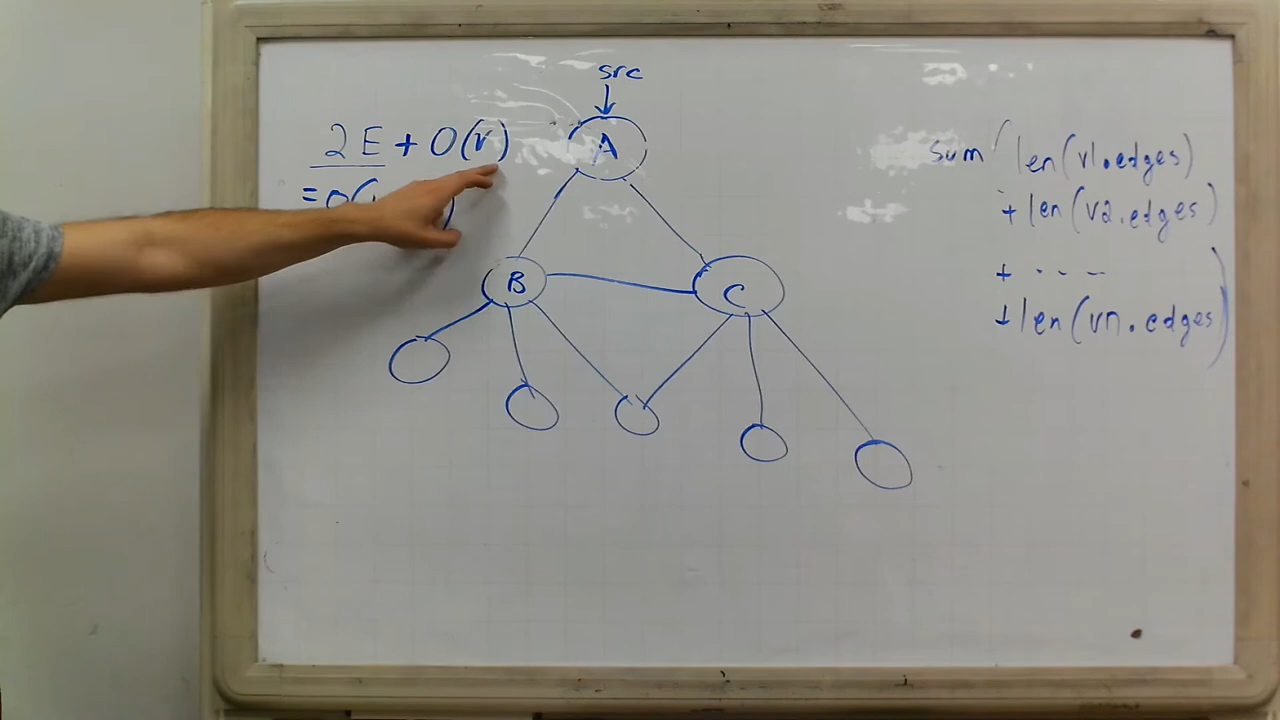 src
2E + O(v)
= O(
A
B
C
sum (len(v1.edges)
+ len(v2.edges)
+ ....
+ len(vn.edges))